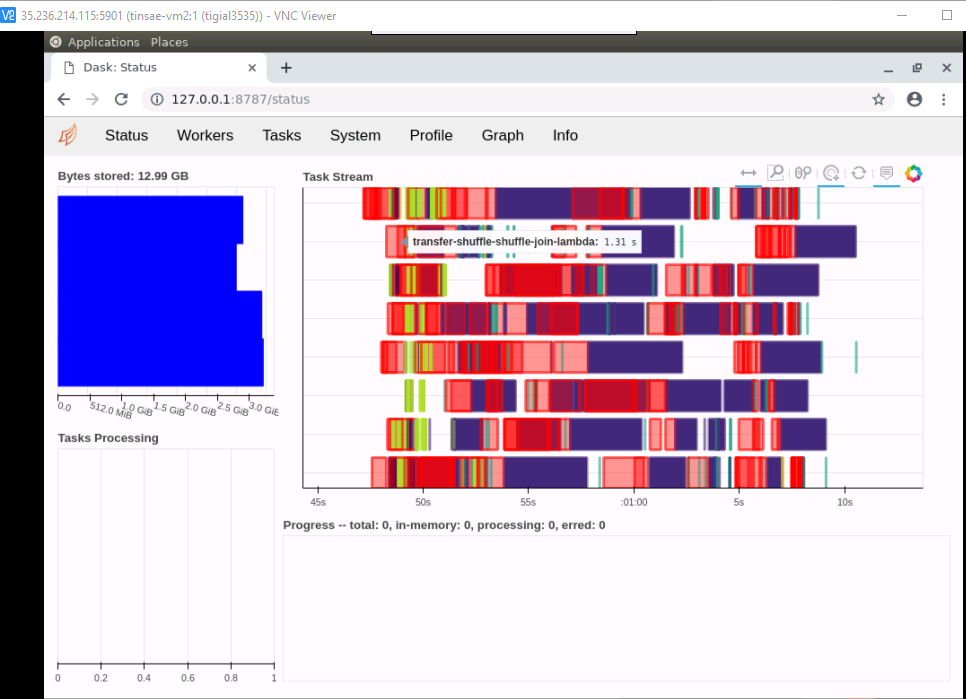 35.236.214.115:5901 (tinsae-vm2:1 (tigial3535)) - VNC Viewer
Applications Places
Dask: Status
127.0.0.1:8787/status
Status Workers Tasks System Profile Graph Info
Bytes stored: 12.99 GB
0.0 512.0 MiB 1.0 GiB 1.5 GiB 2.0 GiB 2.5 GiB 3.0 GiB
Task Stream
transfer-shuffle-shuffle-join-lambda: 1.31 s
45s 50s 55s :01:00 5s 10s
Tasks Processing
0 0.2 0.4 0.6 0.8 1
Progress -- total: 0, in-memory: 0, processing: 0, erred: 0